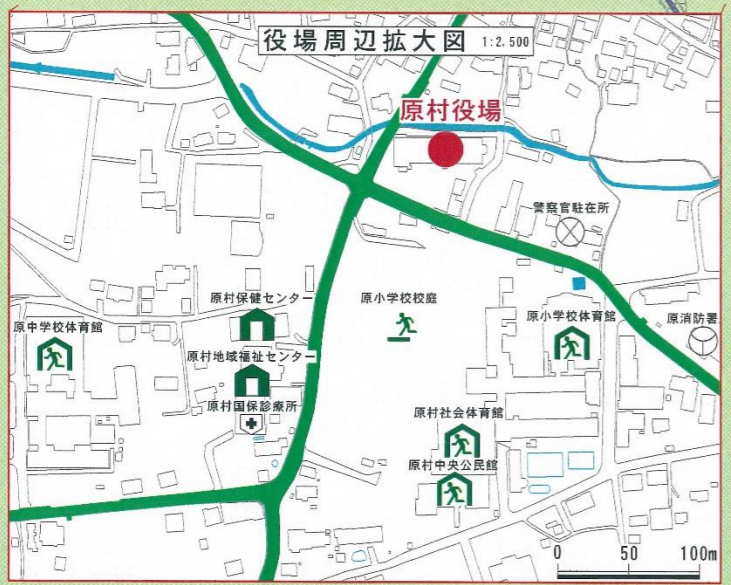 役場周辺拡大図 1:2,500
原村役場
警察官駐在所
原村保健センター
原小学校校庭
原小学校体育館
原消防署
原中学校体育館
原村地域福祉センター
原村国保診療所
原村社会体育館
原村中央公民館
0 50 100m